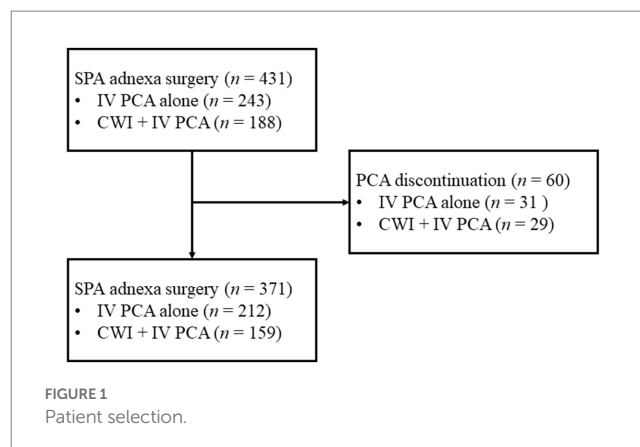 SPA adnexa surgery (n = 431)
• IV PCA alone (n = 243)
• CWI + IV PCA (n = 188)
PCA discontinuation (n = 60)
• IV PCA alone (n = 31 )
• CWI + IV PCA (n = 29)
SPA adnexa surgery (n = 371)
• IV PCA alone (n = 212)
• CWI + IV PCA (n = 159)
FIGURE 1
Patient selection.